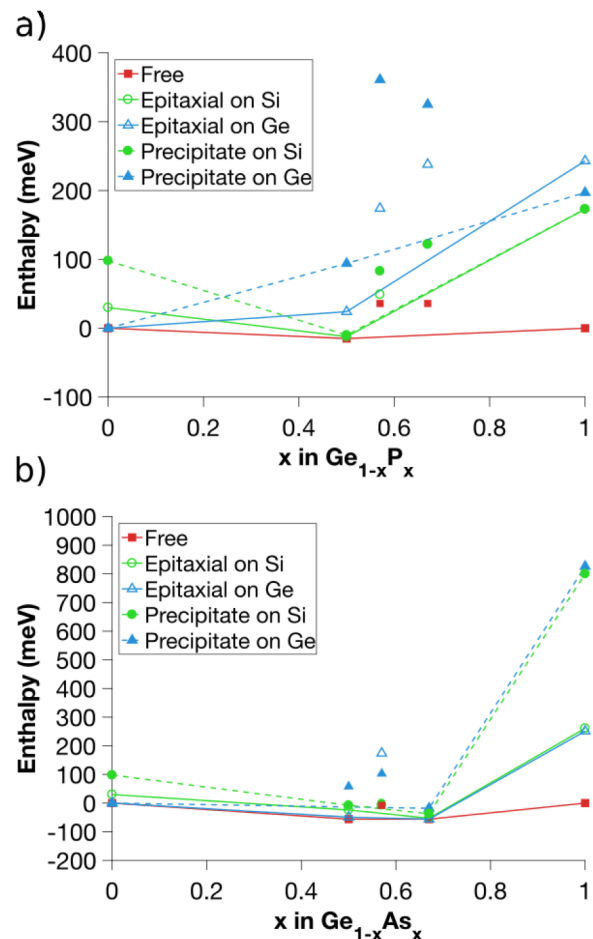 a)
400
300
200
100
0
-100
Enthalpy (meV)
Free
Epitaxial on Si
Epitaxial on Ge
Precipitate on Si
Precipitate on Ge
0 0.2 0.4 0.6 0.8 1
x in Ge1-xPx
b)
1000
900
800
700
600
500
400
300
200
100
0
-100
-200
Enthalpy (meV)
Free
Epitaxial on Si
Epitaxial on Ge
Precipitate on Si
Precipitate on Ge
0 0.2 0.4 0.6 0.8 1
x in Ge1-xAsx